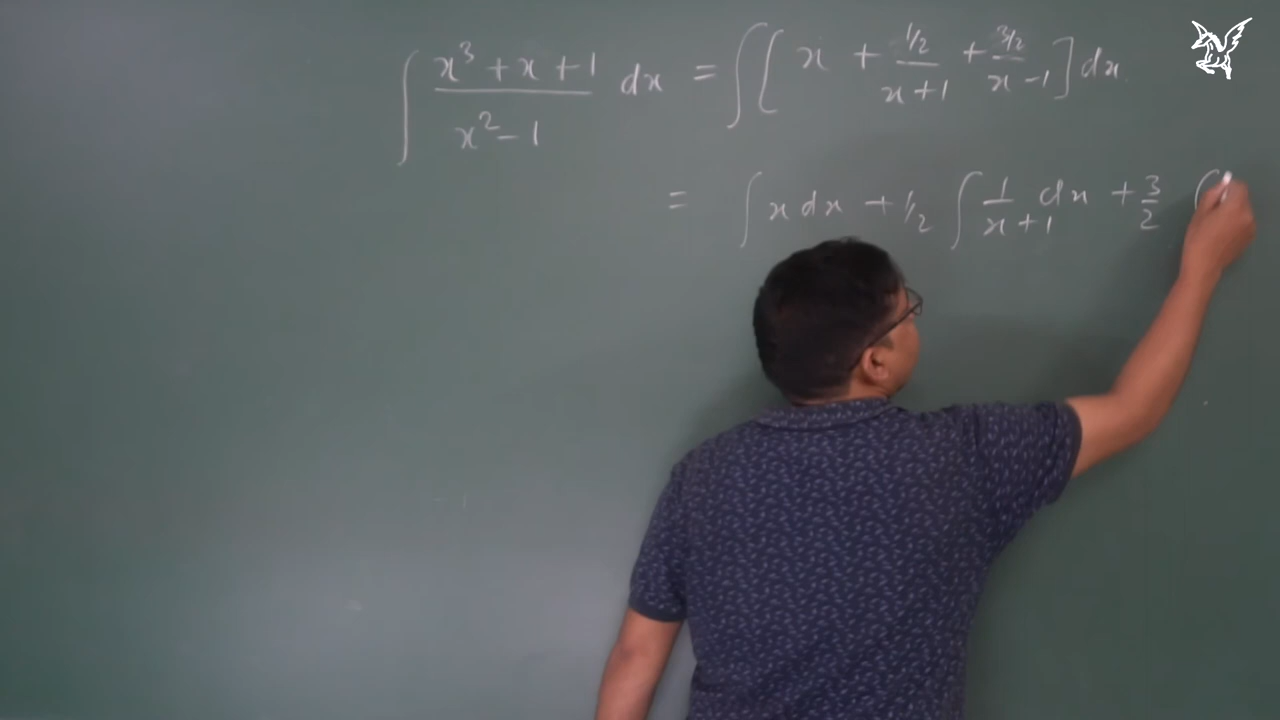 ∫ x³ + x + 1 / x² - 1 dx = ∫ [ x + 1/2 / x + 1 + 3/2 / x - 1 ] dx
= ∫ x dx + 1/2 ∫ 1 / x + 1 dx + 3/2 ∫